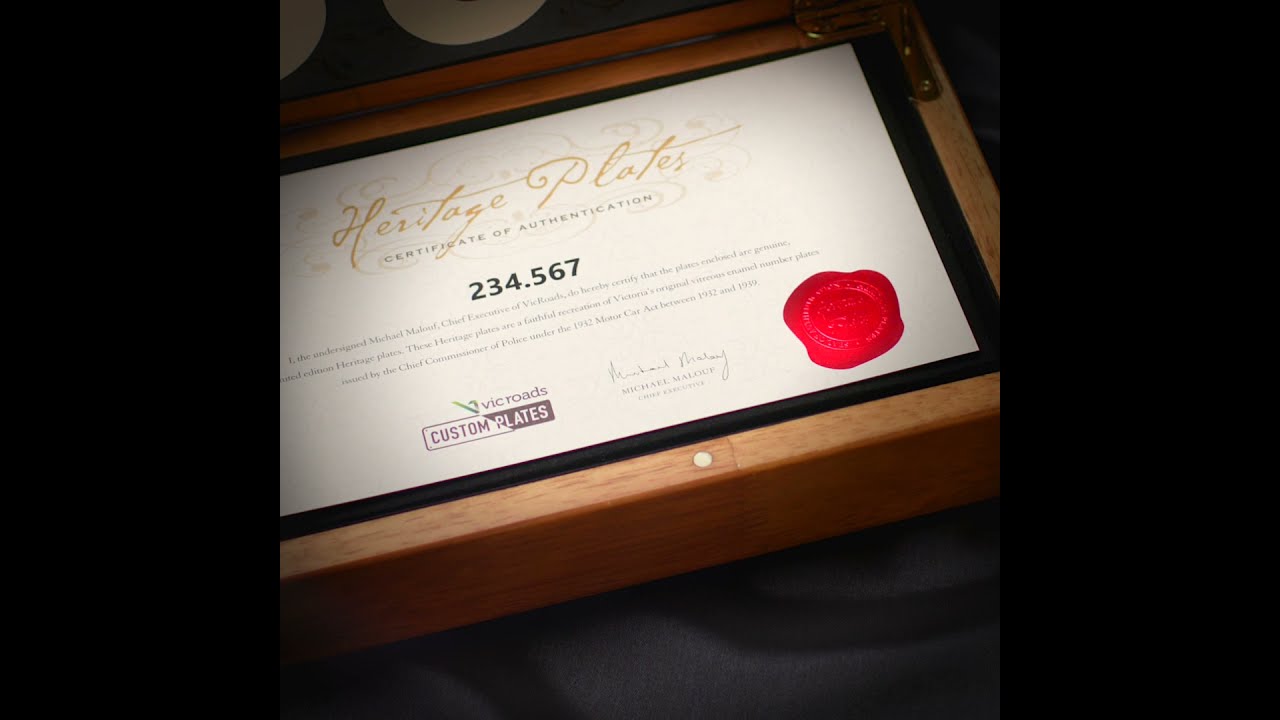 Heritage Plates
CERTIFICATE OF AUTHENTICATION
234.567
I, the undersigned Michael Malouf, Chief Executive of VicRoads, do hereby certify that the plates enclosed are genuine,
edition Heritage plates. These Heritage plates are a faithful recreation of Victoria's original vitreous enamel number plates
issued by the Chief Commissioner of Police under the 1932 Motor Car Act between 1932 and 1939.
Michael Malouf
MICHAEL MALOUF
CHIEF EXECUTIVE
vicroads
CUSTOM PLATES